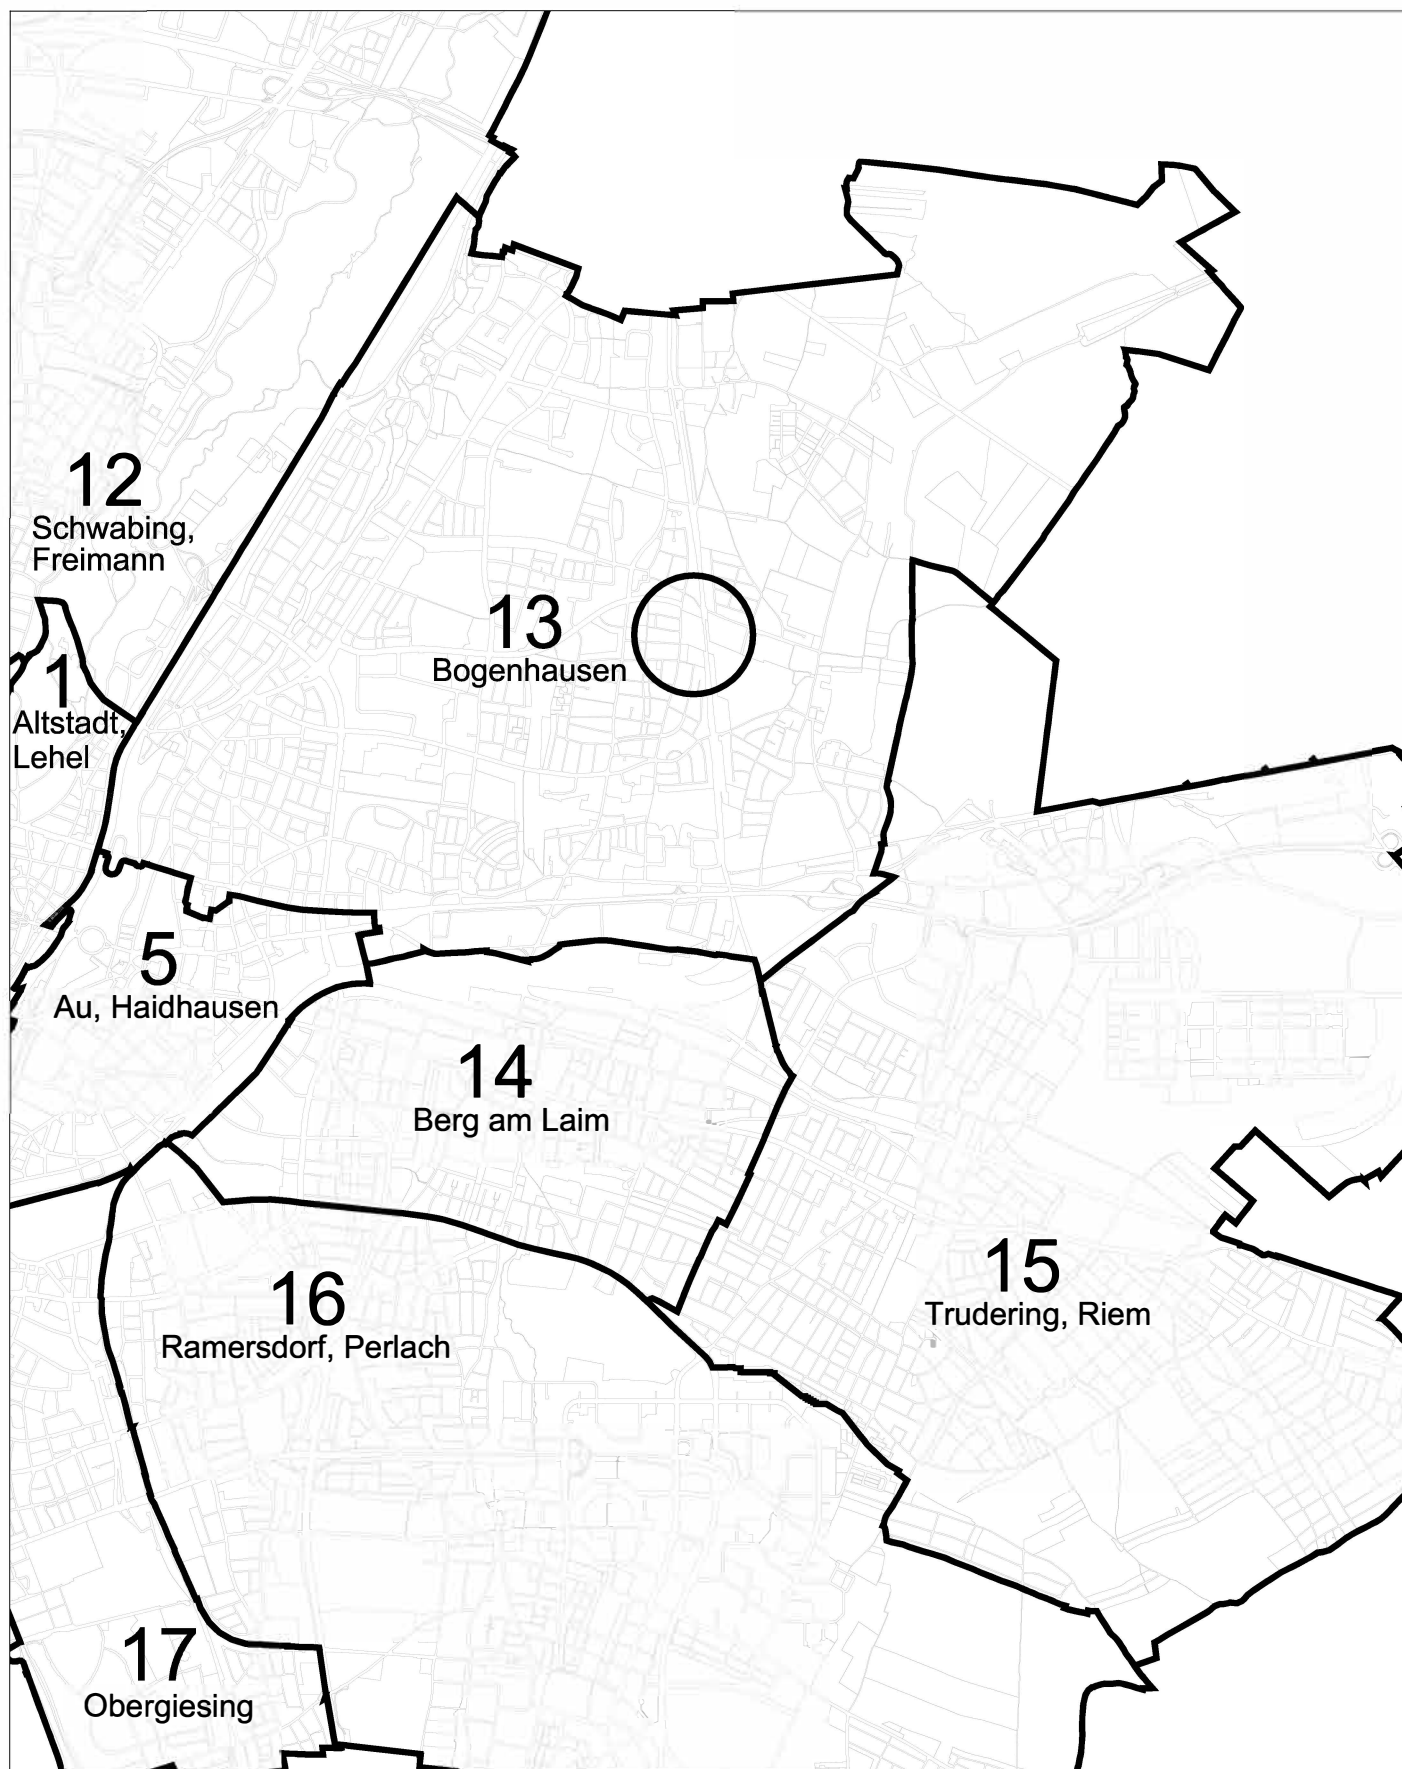 12
Schwabing,
Freimann
13
Bogenhausen
1
Altstadt,
Lehel
5
Au, Haidhausen
14
Berg am Laim
15
Trudering, Riem
16
Ramersdorf, Perlach
17
Obergiesing